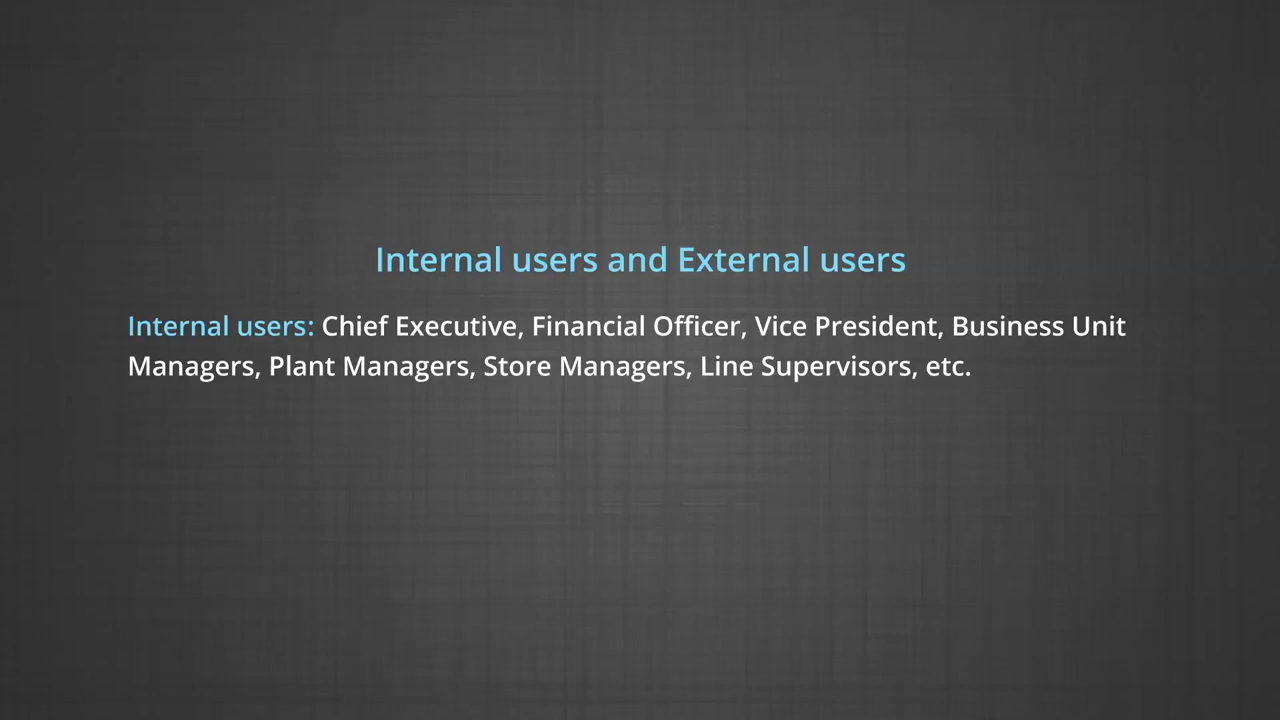 Internal users and External users
Internal users: Chief Executive, Financial Officer, Vice President, Business Unit
Managers, Plant Managers, Store Managers, Line Supervisors, etc.